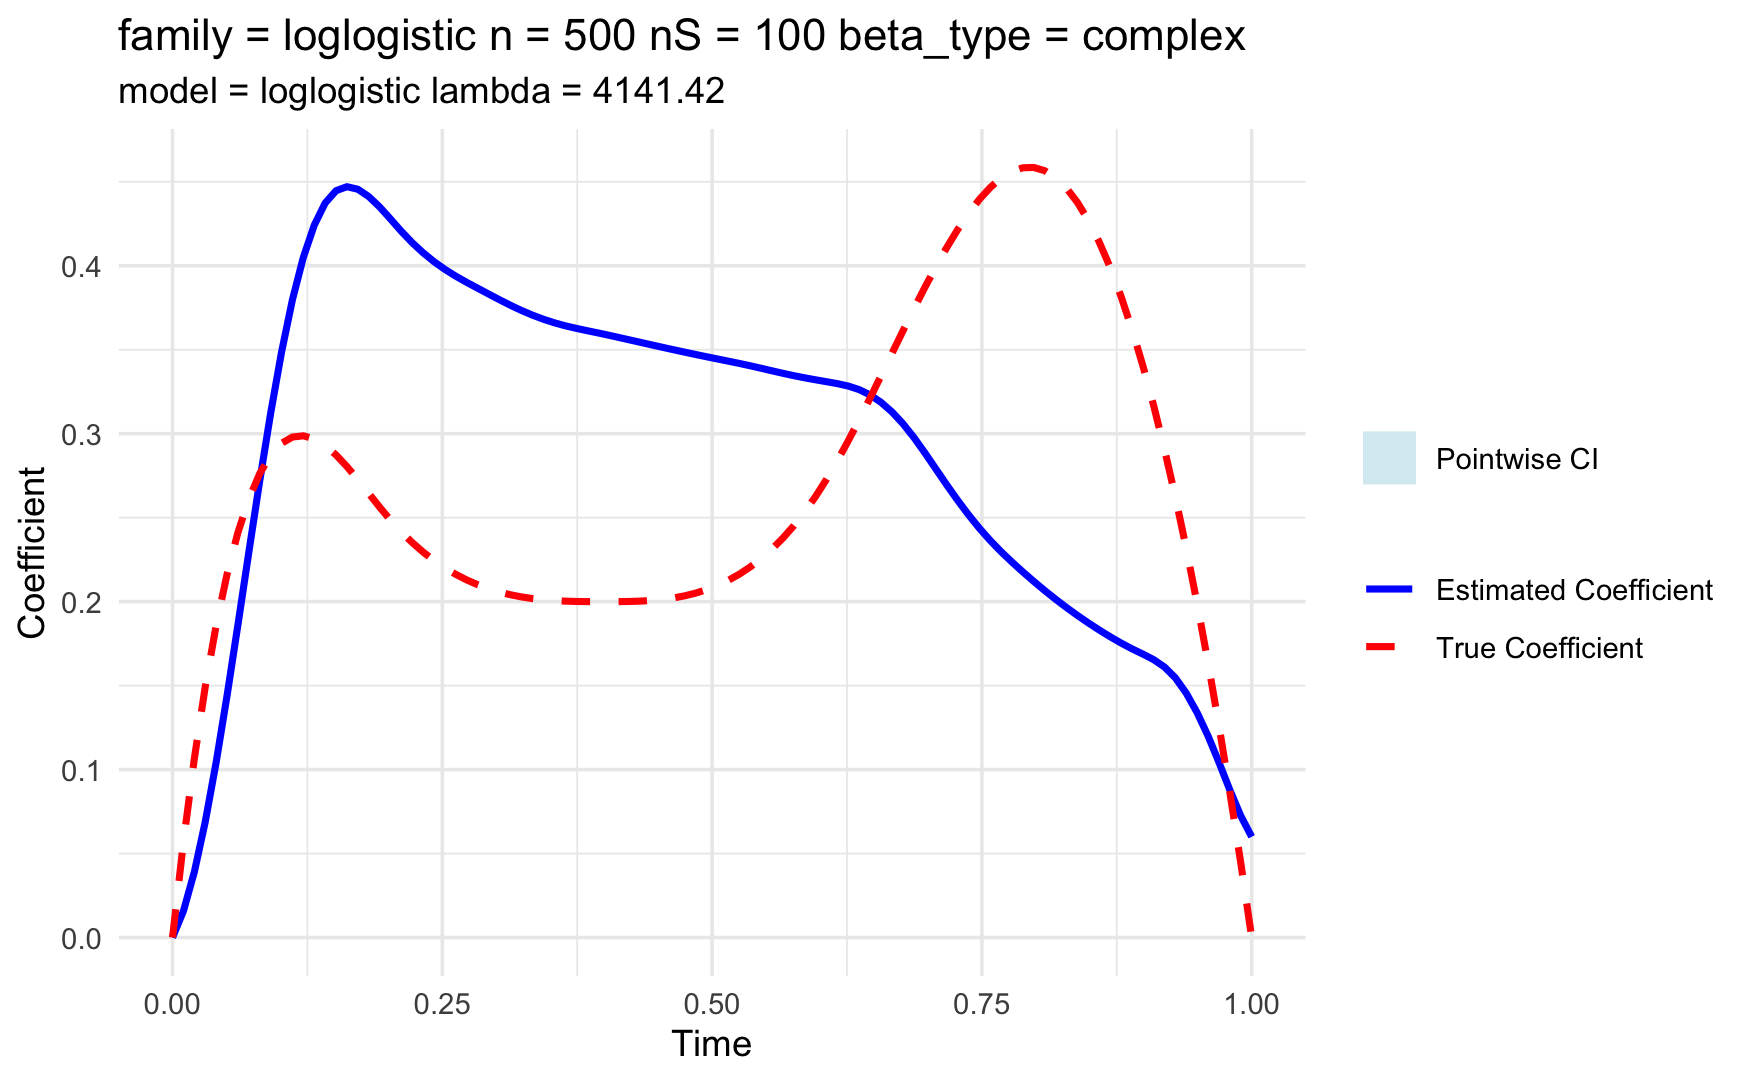 family = loglogistic n = 500 nS = 100 beta_type = complex
model = loglogistic lambda = 4141.42
Coefficient
0.4
0.3
0.2
0.1
0.0
0.00 0.25 0.50 0.75 1.00
Time
Pointwise CI
Estimated Coefficient
True Coefficient